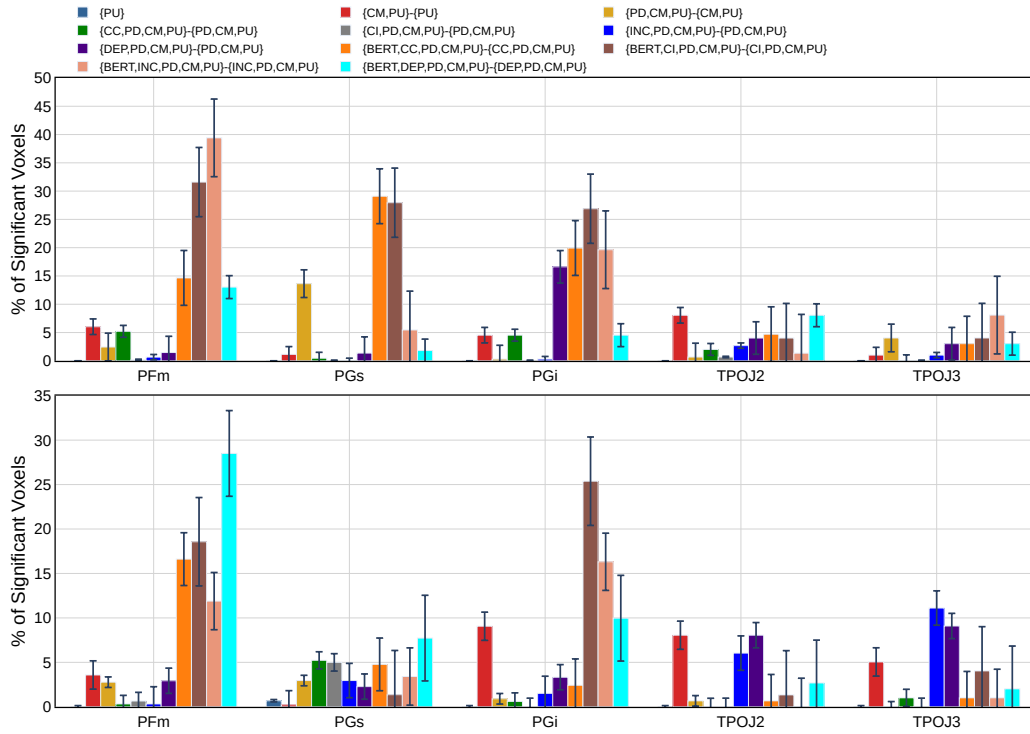 {PU} {CM,PU}−{PU} {PD,CM,PU}−{CM,PU}
{CC,PD,CM,PU}−{PD,CM,PU} {CI,PD,CM,PU}−{PD,CM,PU} {INC,PD,CM,PU}−{PD,CM,PU}
{DEP,PD,CM,PU}−{PD,CM,PU} {BERT,CC,PD,CM,PU}−{CC,PD,CM,PU} {BERT,CI,PD,CM,PU}−{CI,PD,CM,PU}
{BERT,INC,PD,CM,PU}−{INC,PD,CM,PU} {BERT,DEP,PD,CM,PU}−{DEP,PD,CM,PU}
% of Significant Voxels
50
45
40
35
30
25
20
15
10
5
0
PFm PGs PGi TPOJ2 TPOJ3
% of Significant Voxels
35
30
25
20
15
10
5
0
PFm PGs PGi TPOJ2 TPOJ3